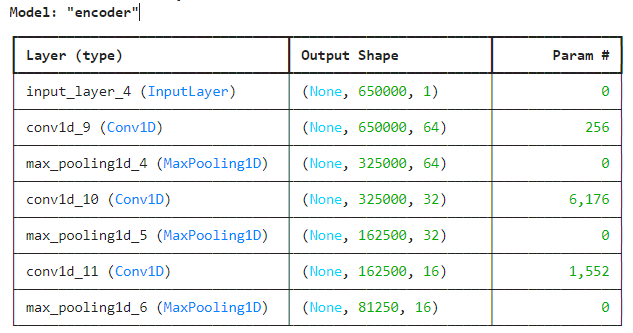 Model: "encoder"
Layer (type) Output Shape Param #
input_layer_4 (InputLayer) (None, 650000, 1) 0
conv1d_9 (Conv1D) (None, 650000, 64) 256
max_pooling1d_4 (MaxPooling1D) (None, 325000, 64) 0
conv1d_10 (Conv1D) (None, 325000, 32) 6,176
max_pooling1d_5 (MaxPooling1D) (None, 162500, 32) 0
conv1d_11 (Conv1D) (None, 162500, 16) 1,552
max_pooling1d_6 (MaxPooling1D) (None, 81250, 16) 0